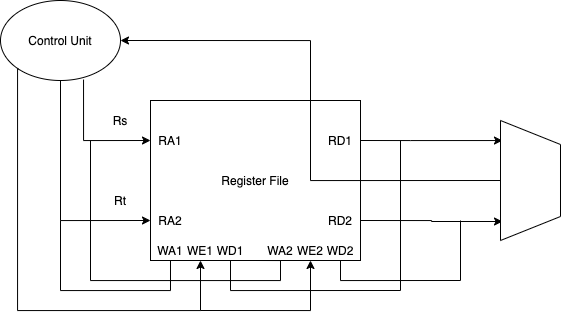 Control Unit
Rs
RA1
RD1
Register File
Rt
RA2
RD2
WA1 WE1 WD1 WA2 WE2 WD2